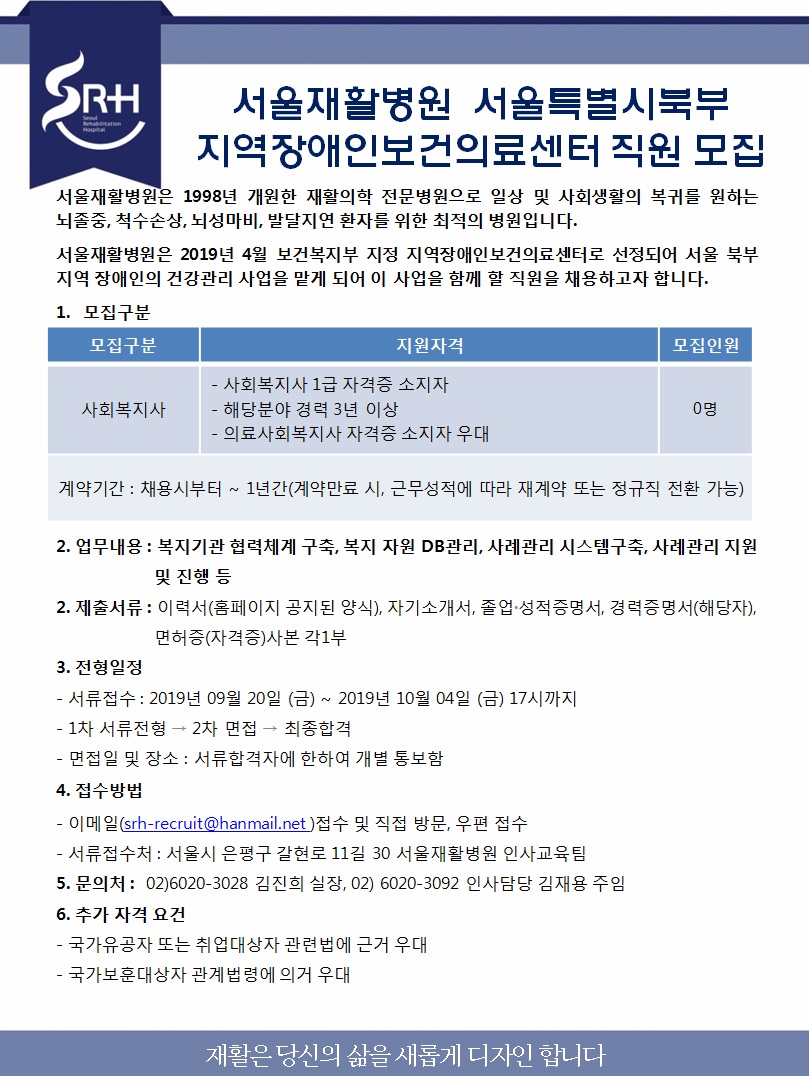 SRH
Seoul
Rehabilitation
Hospital
서울재활병원 서울특별시북부
지역장애인보건의료센터 직원 모집
서울재활병원은 1998년 개원한 재활의학 전문병원으로 일상 및 사회생활의 복귀를 원하는
뇌졸중, 척수손상, 뇌성마비, 발달지연 환자를 위한 최적의 병원입니다.
서울재활병원은 2019년 4월 보건복지부 지정 지역장애인보건의료센터로 선정되어 서울 북부
지역 장애인의 건강관리 사업을 맡게 되어 이 사업을 함께 할 직원을 채용하고자 합니다.
1. 모집구분
모집구분 지원자격 모집인원
- 사회복지사 1급 자격증 소지자
사회복지사 - 해당분야 경력 3년 이상 0명
- 의료사회복지사 자격증 소지자 우대
계약기간 : 채용시부터 ~ 1년간(계약만료 시, 근무성적에 따라 재계약 또는 정규직 전환 가능)
2. 업무내용 : 복지기관 협력체계 구축, 복지 자원 DB관리, 사례관리 시스템구축, 사례관리 지원
및 진행 등
2. 제출서류 : 이력서(홈페이지 공지된 양식), 자기소개서, 졸업·성적증명서, 경력증명서(해당자),
면허증(자격증)사본 각1부
3. 전형일정
- 서류접수 : 2019년 09월 20일 (금) ~ 2019년 10월 04일 (금) 17시까지
- 1차 서류전형 → 2차 면접 → 최종합격
- 면접일 및 장소 : 서류합격자에 한하여 개별 통보함
4. 접수방법
- 이메일(srh-recruit@hanmail.net )접수 및 직접 방문, 우편 접수
- 서류접수처 : 서울시 은평구 갈현로 11길 30 서울재활병원 인사교육팀
5. 문의처 : 02)6020-3028 김진희 실장, 02) 6020-3092 인사담당 김재용 주임
6. 추가 자격 요건
- 국가유공자 또는 취업대상자 관련법에 근거 우대
- 국가보훈대상자 관계법령에 의거 우대
재활은 당신의 삶을 새롭게 디자인 합니다